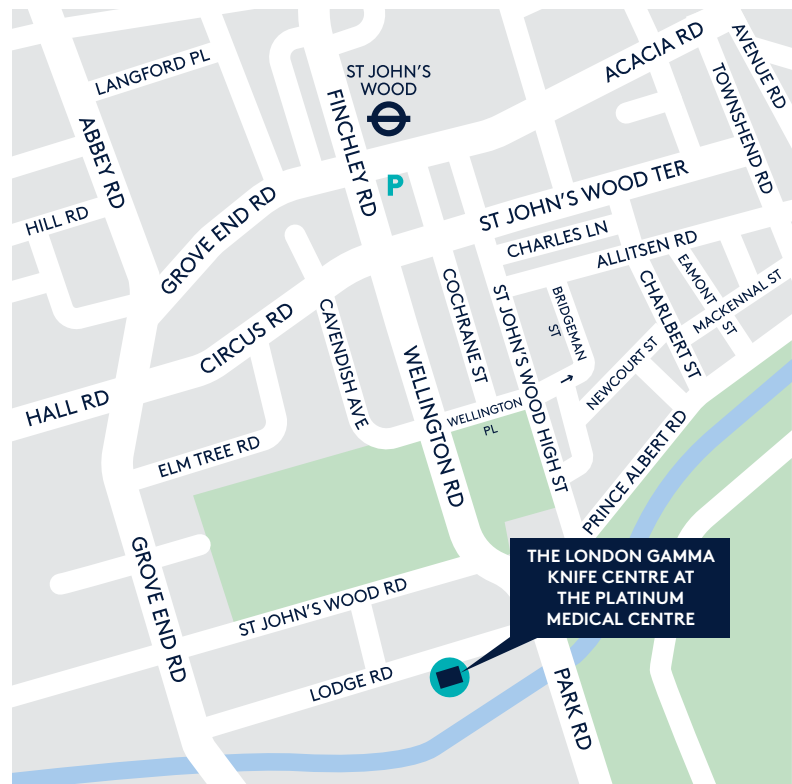 LANGFORD PL
ABBEY RD
HILL RD
GROVE END RD
ST JOHN'S
WOOD
FINCHLEY RD
P
ACACIA RD
AVENUE RD
TOWNSHEND RD
ST JOHN'S WOOD TER
CHARLES LN
ALLITSEN RD
EAMONT
ST
MACKENNAL ST
CHARLBERT ST
BRIDGEMAN
ST
NEWCOURT ST
COCHRANE ST
ST JOHN'S WOOD HIGH ST
CIRCUS RD
CAVENDISH AVE
WELLINGTON RD
WELLINGTON
PL
HALL RD
ELM TREE RD
PRINCE ALBERT RD
GROVE END RD
ST JOHN'S WOOD RD
LODGE RD
THE LONDON GAMMA
KNIFE CENTRE AT
THE PLATINUM
MEDICAL CENTRE
PARK RD